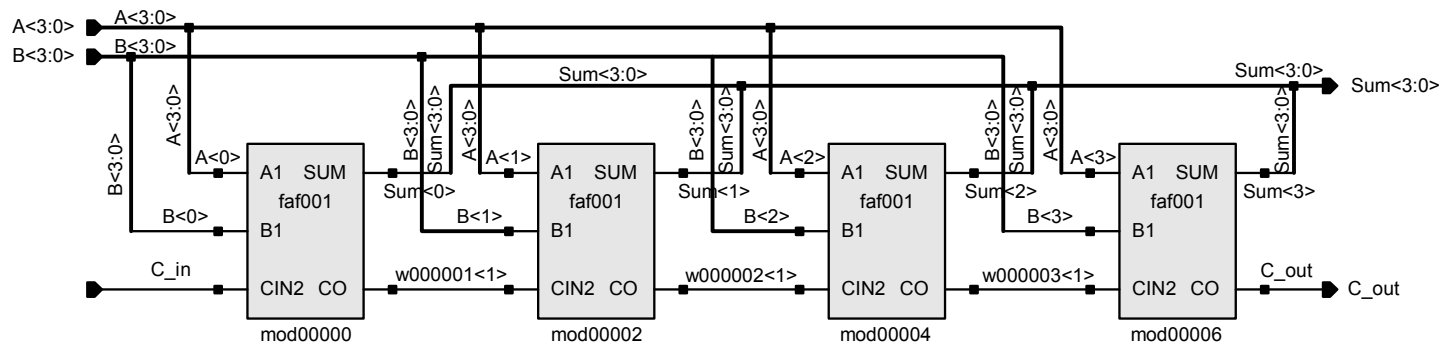 A<3:0> A<3:0>
B<3:0> B<3:0>
Sum<3:0> Sum<3:0> Sum<3:0>
B<3:0> A<3:0> B<3:0> Sum<3:0> A<3:0> B<3:0> Sum<3:0> A<3:0> B<3:0> Sum<3:0> A<3:0> Sum<3:0>
A<0> A1 SUM Sum<0> A<1> A1 SUM Sum<1> A<2> A1 SUM Sum<2> A<3> A1 SUM Sum<3>
faf001 faf001 faf001 faf001
B<0> B1 B<1> B1 B<2> B1 B<3> B1
C_in CIN2 CO w000001<1> CIN2 CO w000002<1> CIN2 CO w000003<1> CIN2 CO C_out C_out
mod00000 mod00002 mod00004 mod00006